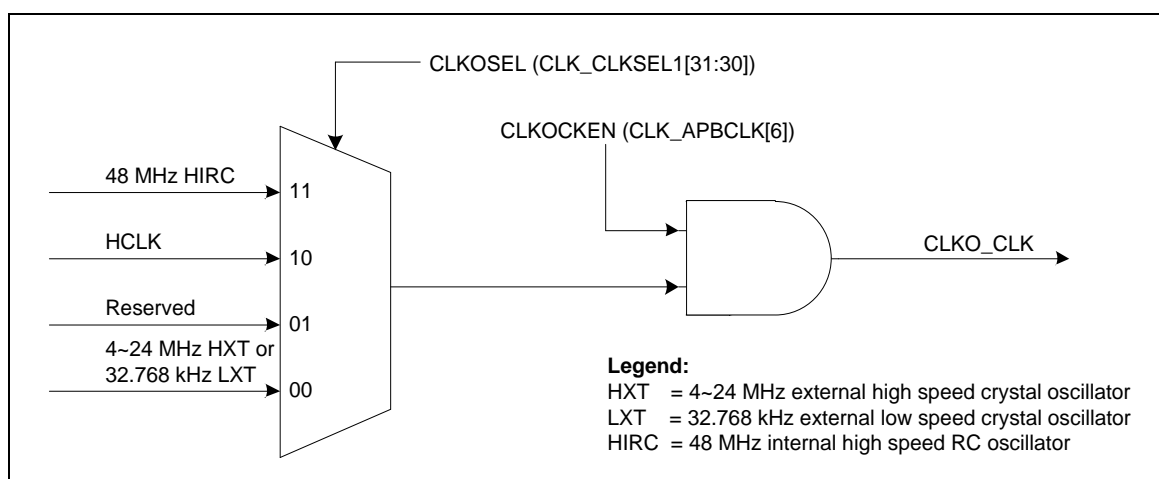 CLKOSEL (CLK_CLKSEL1[31:30])
CLKOCKEN (CLK_APBCLK[6])
48 MHz HIRC
11
HCLK
10
CLKO_CLK
Reserved
01
4~24 MHz HXT or
32.768 kHz LXT
00
Legend:
HXT = 4~24 MHz external high speed crystal oscillator
LXT = 32.768 kHz external low speed crystal oscillator
HIRC = 48 MHz internal high speed RC oscillator